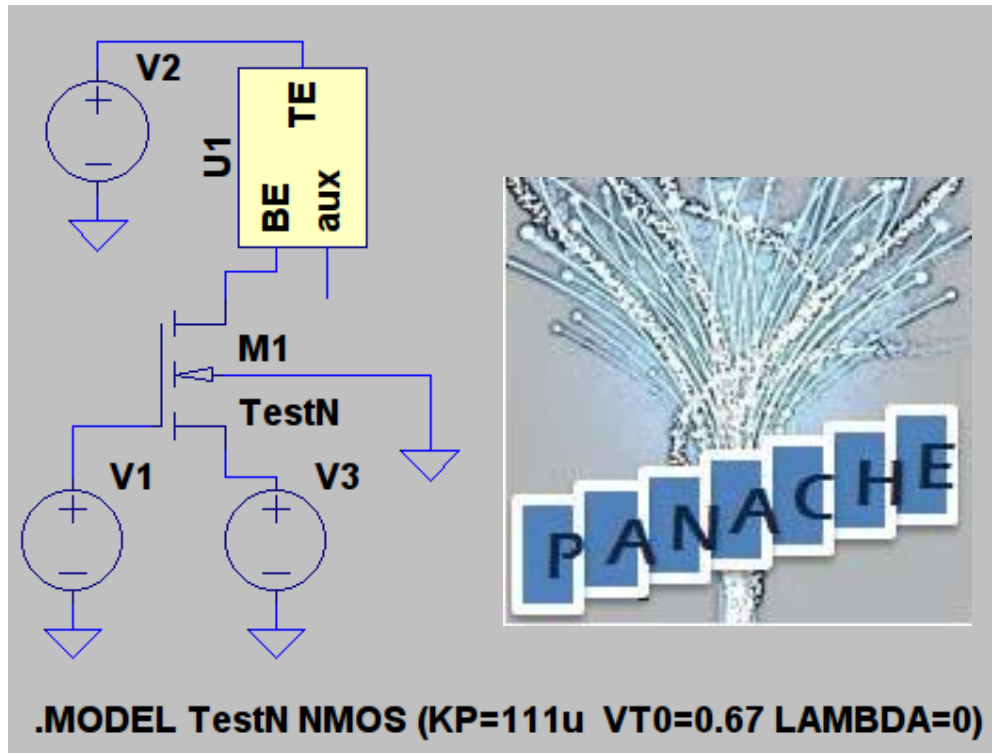 V2
U1
TE
BE
aux
M1
TestN
V1
V3
PANACHE
.MODEL TestN NMOS (KP=111u VT0=0.67 LAMBDA=0)